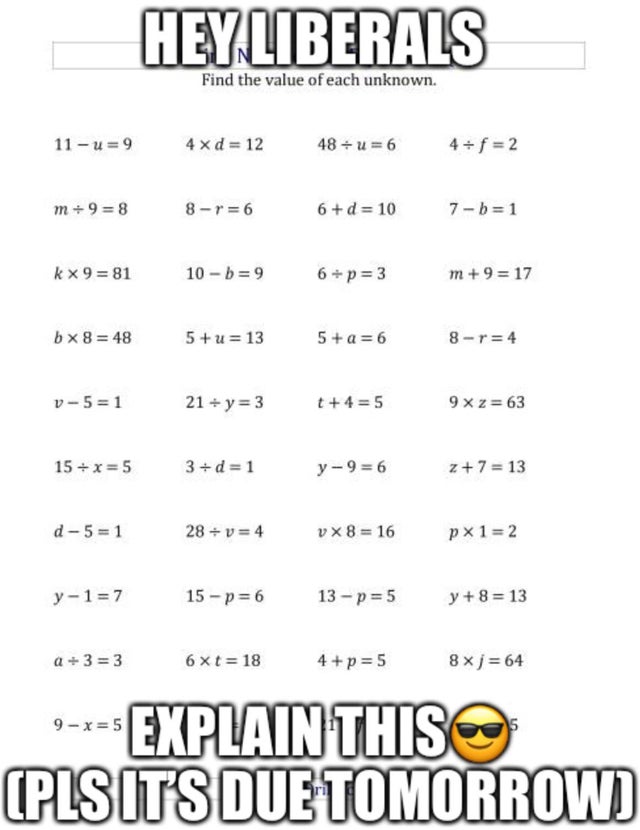 HEY LIBERALS
Find the value of each unknown.
11 − u = 9 4 × d = 12 48 ÷ u = 6 4 ÷ f = 2
m ÷ 9 = 8 8 − r = 6 6 + d = 10 7 − b = 1
k × 9 = 81 10 − b = 9 6 ÷ p = 3 m + 9 = 17
b × 8 = 48 5 + u = 13 5 + a = 6 8 − r = 4
v − 5 = 1 21 ÷ y = 3 t + 4 = 5 9 × z = 63
15 ÷ x = 5 3 ÷ d = 1 y − 9 = 6 z + 7 = 13
d − 5 = 1 28 ÷ v = 4 v × 8 = 16 p × 1 = 2
y − 1 = 7 15 − p = 6 13 − p = 5 y + 8 = 13
a ÷ 3 = 3 6 × t = 18 4 + p = 5 8 × j = 64
9 − x = 5
EXPLAIN THIS😎
(PLS IT'S DUE TOMORROW)